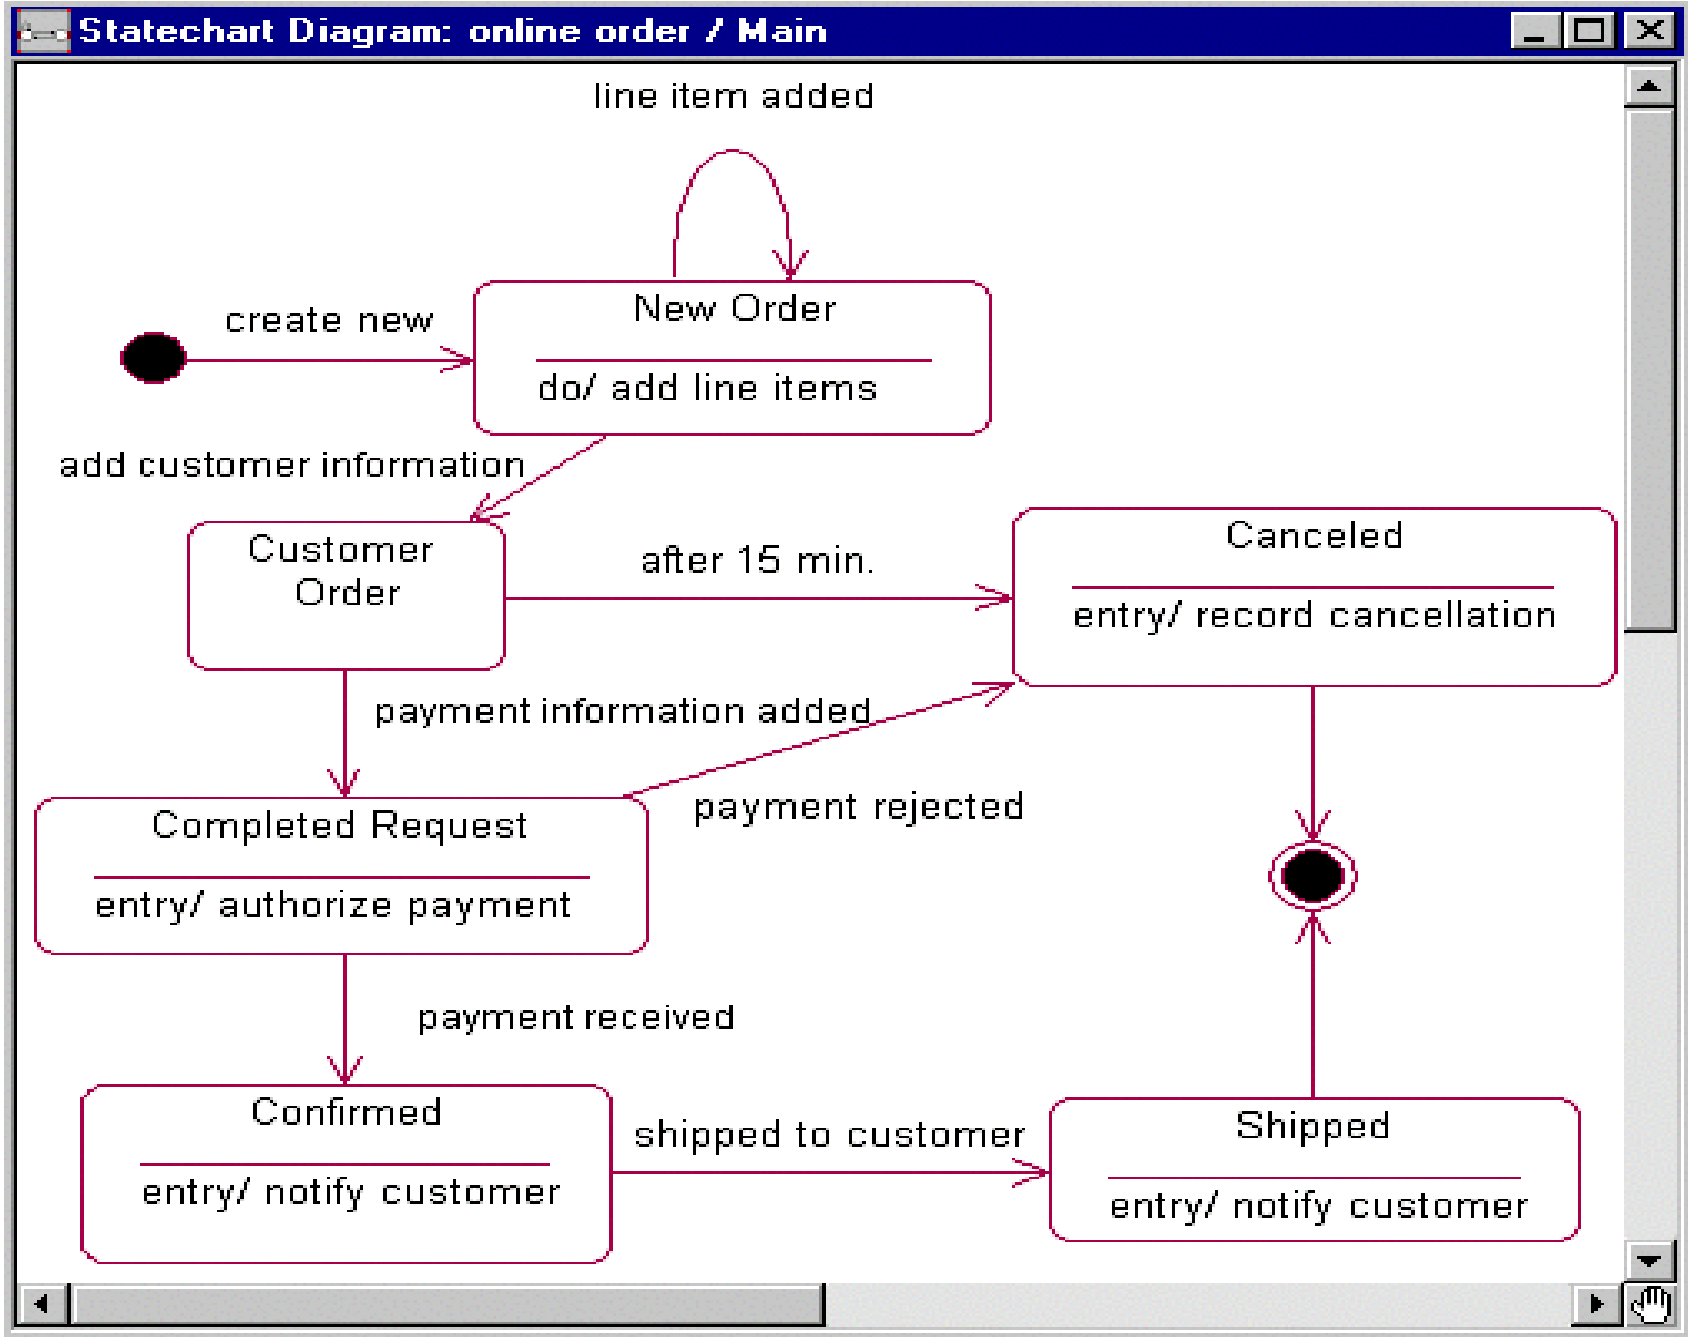 Statechart Diagram: online order / Main
line item added
New Order
create new
do/ add line items
add customer information
Customer
Order
after 15 min.
Canceled
entry/ record cancellation
payment information added
payment rejected
Completed Request
entry/ authorize payment
payment received
Confirmed
entry/ notify customer
shipped to customer
Shipped
entry/ notify customer